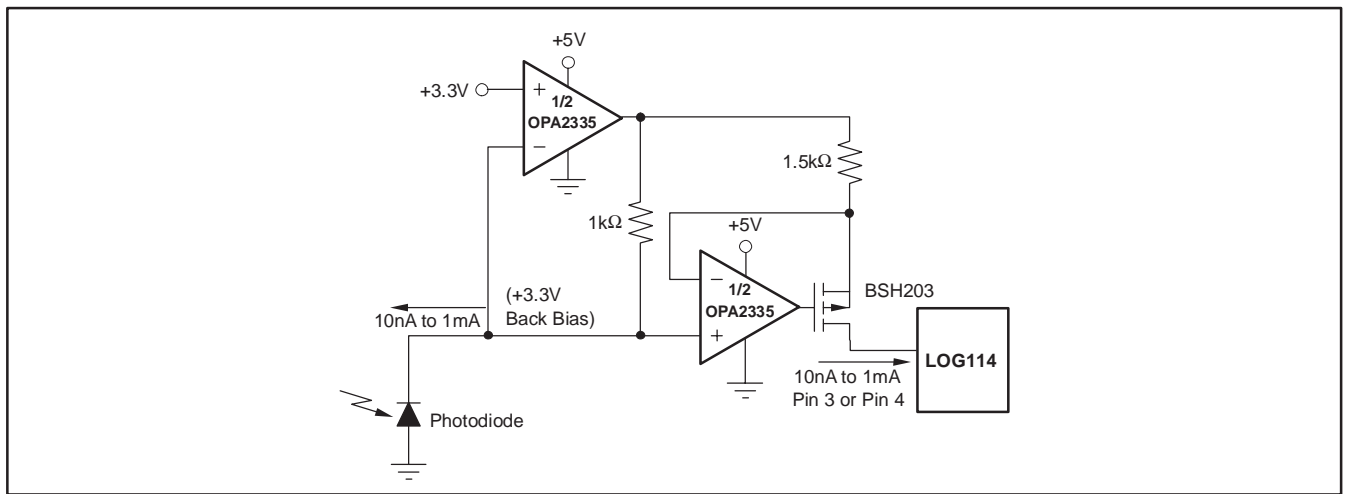 +5V
+3.3V
+
1/2
OPA2335
−
1.5kΩ
1kΩ
+5V
−
1/2
OPA2335
+
BSH203
(+3.3V
Back Bias)
10nA to 1mA
LOG114
10nA to 1mA
Pin 3 or Pin 4
Photodiode